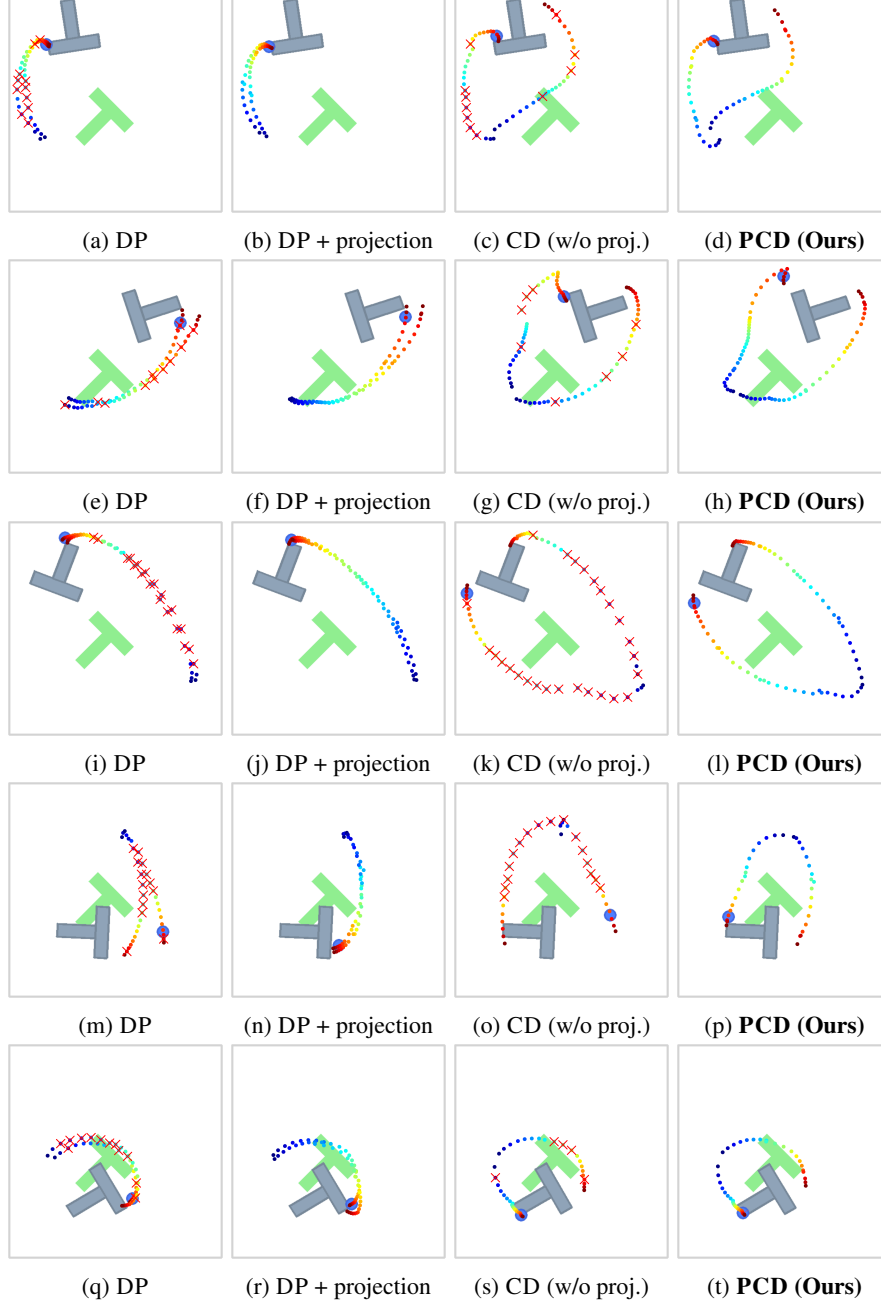 (a) DP (b) DP + projection (c) CD (w/o proj.) (d) PCD (Ours)
(e) DP (f) DP + projection (g) CD (w/o proj.) (h) PCD (Ours)
(i) DP (j) DP + projection (k) CD (w/o proj.) (l) PCD (Ours)
(m) DP (n) DP + projection (o) CD (w/o proj.) (p) PCD (Ours)
(q) DP (r) DP + projection (s) CD (w/o proj.) (t) PCD (Ours)